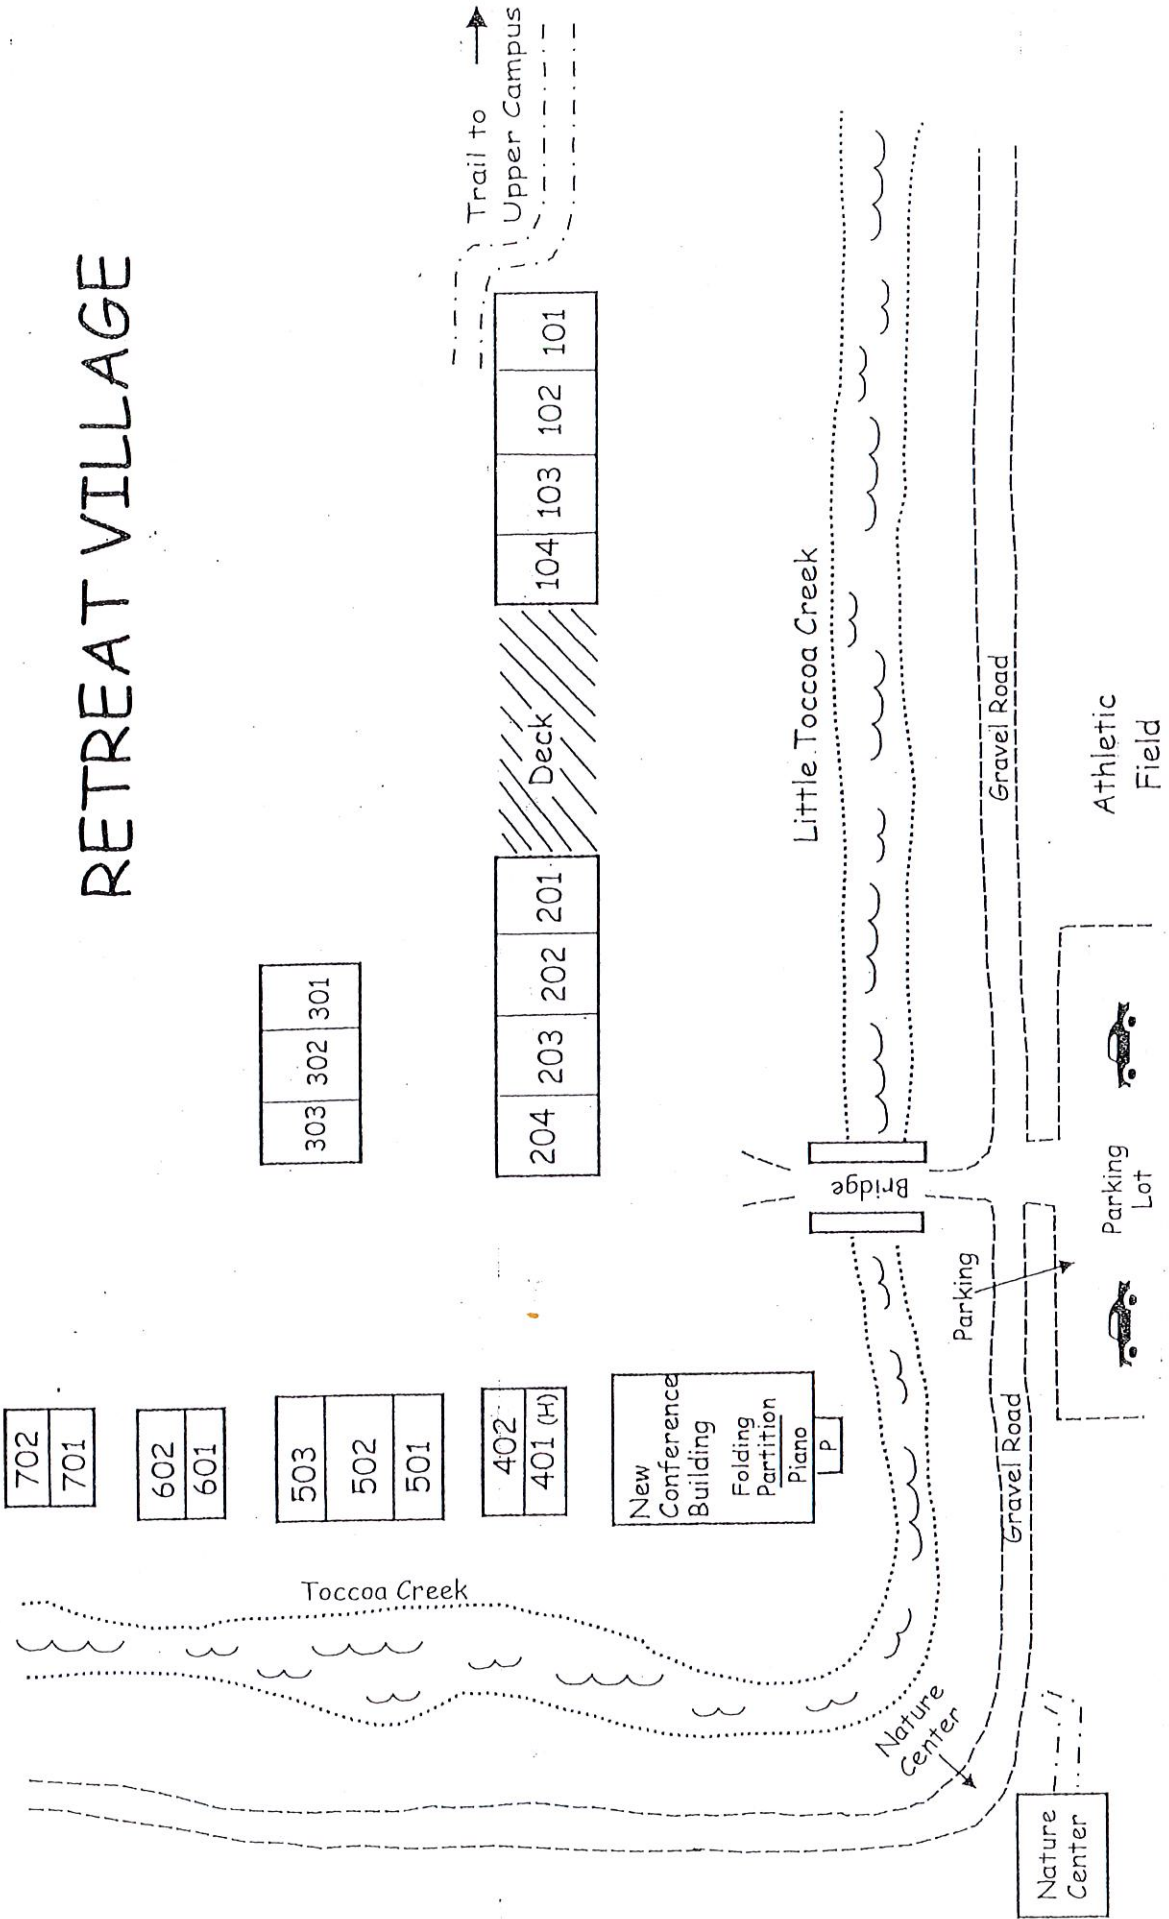 RETREAT VILLAGE
702
701
602
601
503
502
501
402
401 (H)
New
Conference
Building
Folding
Partition
Piano
P
303
302
301
204
203
202
201
Deck
104
103
102
101
Trail to
Upper Campus
Toccoa Creek
Little Toccoa Creek
Bridge
Parking
Gravel Road
Gravel Road
Nature
Center
Nature
Center
Parking
Lot
Athletic
Field